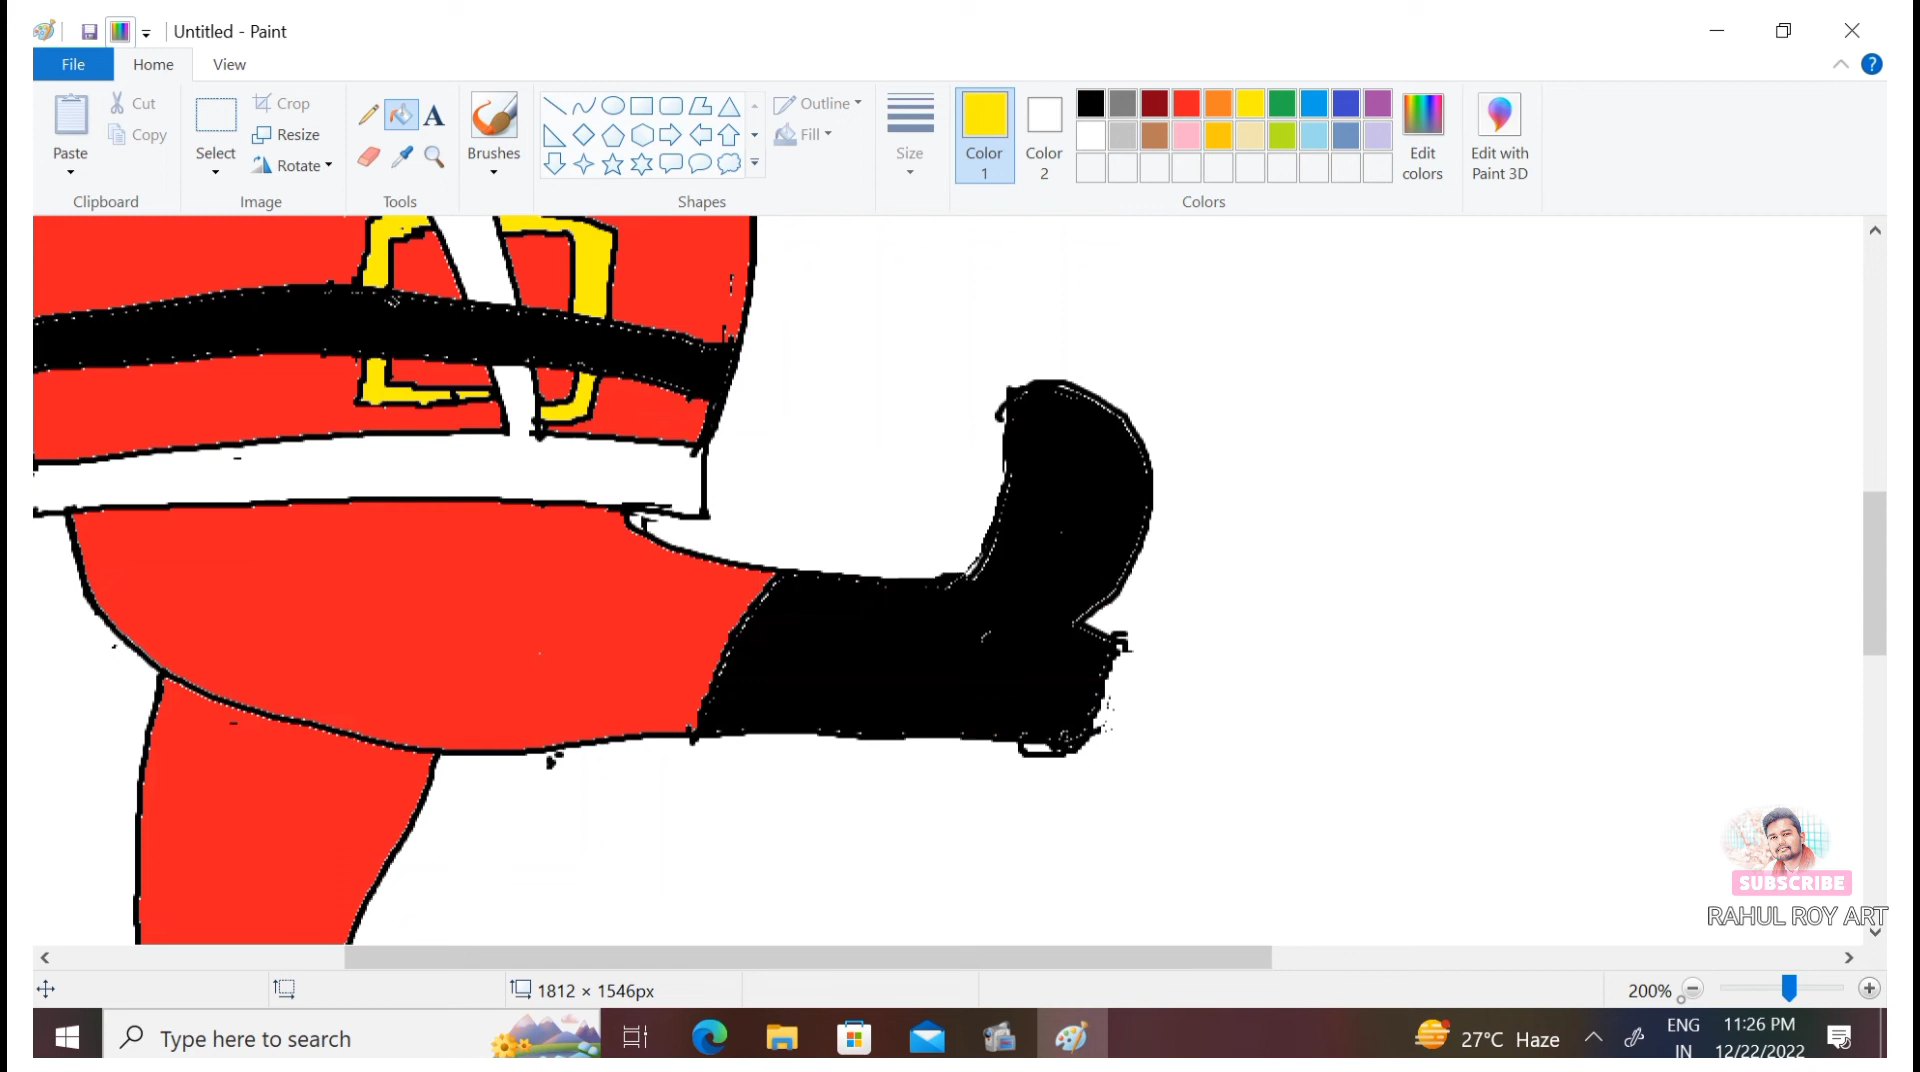 Untitled - Paint
File Home View
Paste
Cut
Copy
Clipboard
Select
Crop
Resize
Rotate
Image
A
Tools
Brushes
Shapes
Outline
Fill
Size
Color 1
Color 2
Edit colors
Colors
Edit with Paint 3D
?
SUBSCRIBE
RAHUL ROY ART
1812 × 1546px
200%
Type here to search
27°C Haze
ENG
IN
11:26 PM
12/22/2022